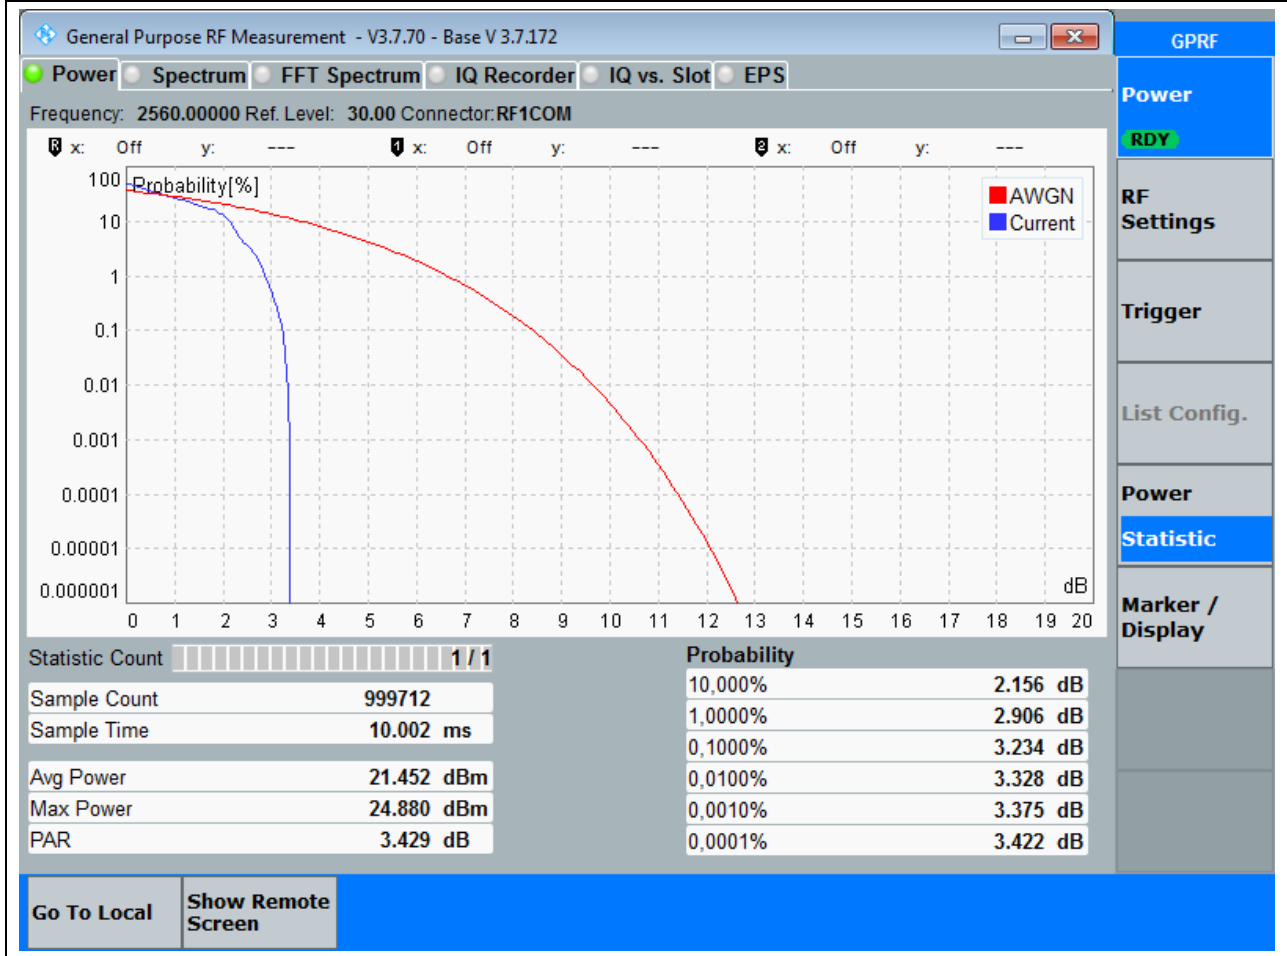 General Purpose RF Measurement - V3.7.70 - Base V 3.7.172
GPRF
Power Spectrum FFT Spectrum IQ Recorder IQ vs. Slot EPS
Frequency: 2560.00000 Ref. Level: 30.00 Connector: RF1COM
R x: Off y: --- 1 x: Off y: --- 2 x: Off y: ---
Probability[%]
100
10
1
0.1
0.01
0.001
0.0001
0.00001
0.000001
AWGN
Current
dB
0 1 2 3 4 5 6 7 8 9 10 11 12 13 14 15 16 17 18 19 20
Statistic Count 1 / 1
Sample Count 999712
Sample Time 10.002 ms
Avg Power 21.452 dBm
Max Power 24.880 dBm
PAR 3.429 dB
Probability
10,000% 2.156 dB
1,0000% 2.906 dB
0,1000% 3.234 dB
0,0100% 3.328 dB
0,0010% 3.375 dB
0,0001% 3.422 dB
Power
RDY
RF
Settings
Trigger
List Config.
Power
Statistic
Marker /
Display
Go To Local
Show Remote
Screen